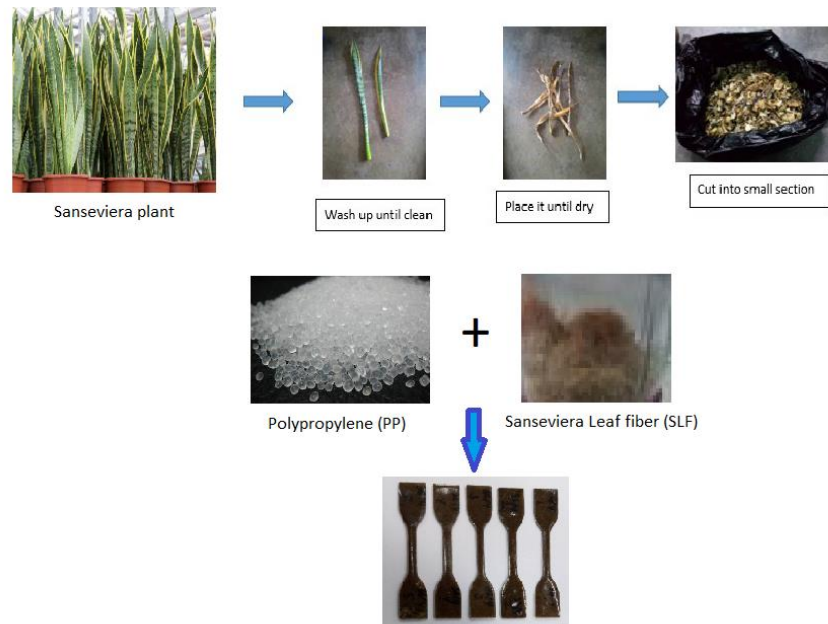 Sanseviera plant
Wash up until clean
Place it until dry
Cut into small section
+
Polypropylene (PP)
Sanseviera Leaf fiber (SLF)